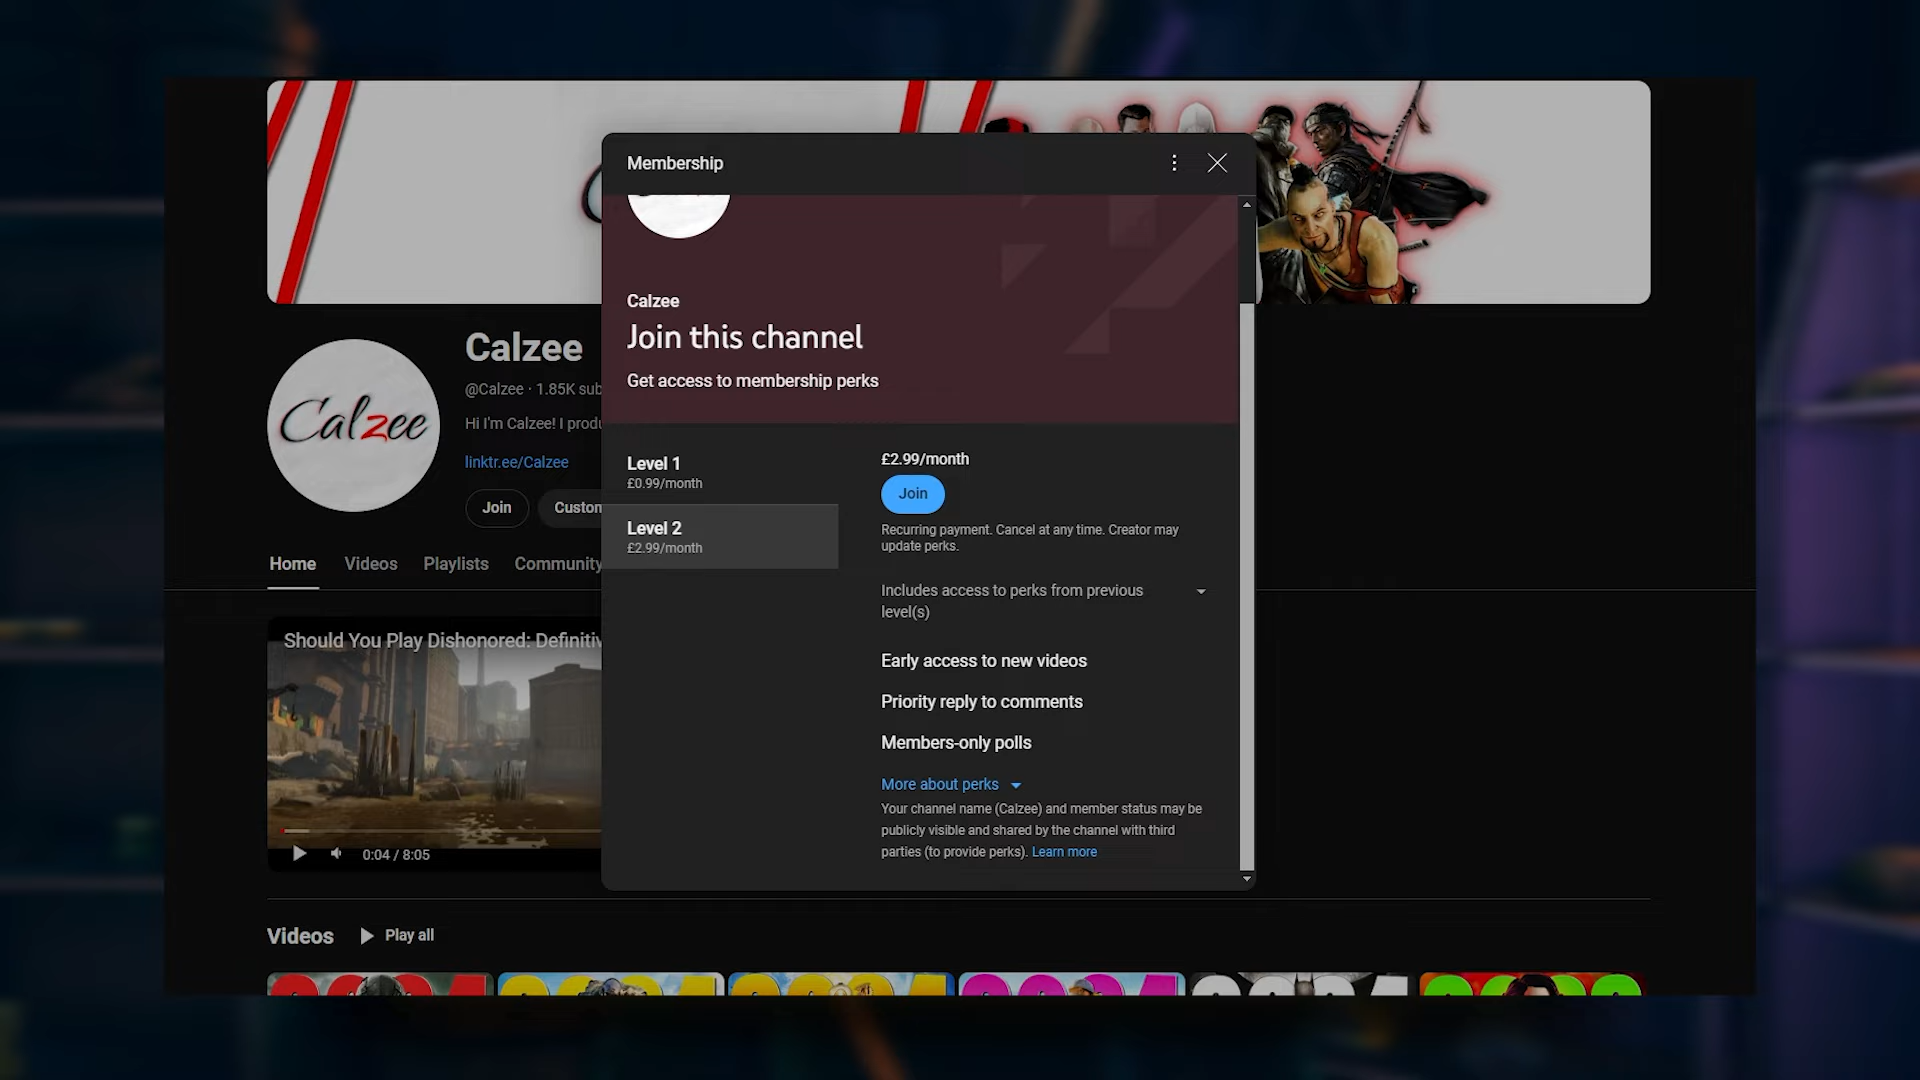 Membership
Calzee
Join this channel
Get access to membership perks
Calzee
@Calzee · 1.85K
Hi I'm Calzee! I
linktr.ee/Calzee
Join
Calzee
Level 1
£0.99/month
Level 2
£2.99/month
£2.99/month
Join
Recurring payment. Cancel at any time. Creator may
update perks.
Includes access to perks from previous
level(s)
Early access to new videos
Priority reply to comments
Members-only polls
More about perks
Your channel name (Calzee) and member status may be
publicly visible and shared by the channel with third
parties (to provide perks). Learn more
Home Videos Playlists Community
Should You Play Dishonored:
0:04 / 8:05
Videos Play all